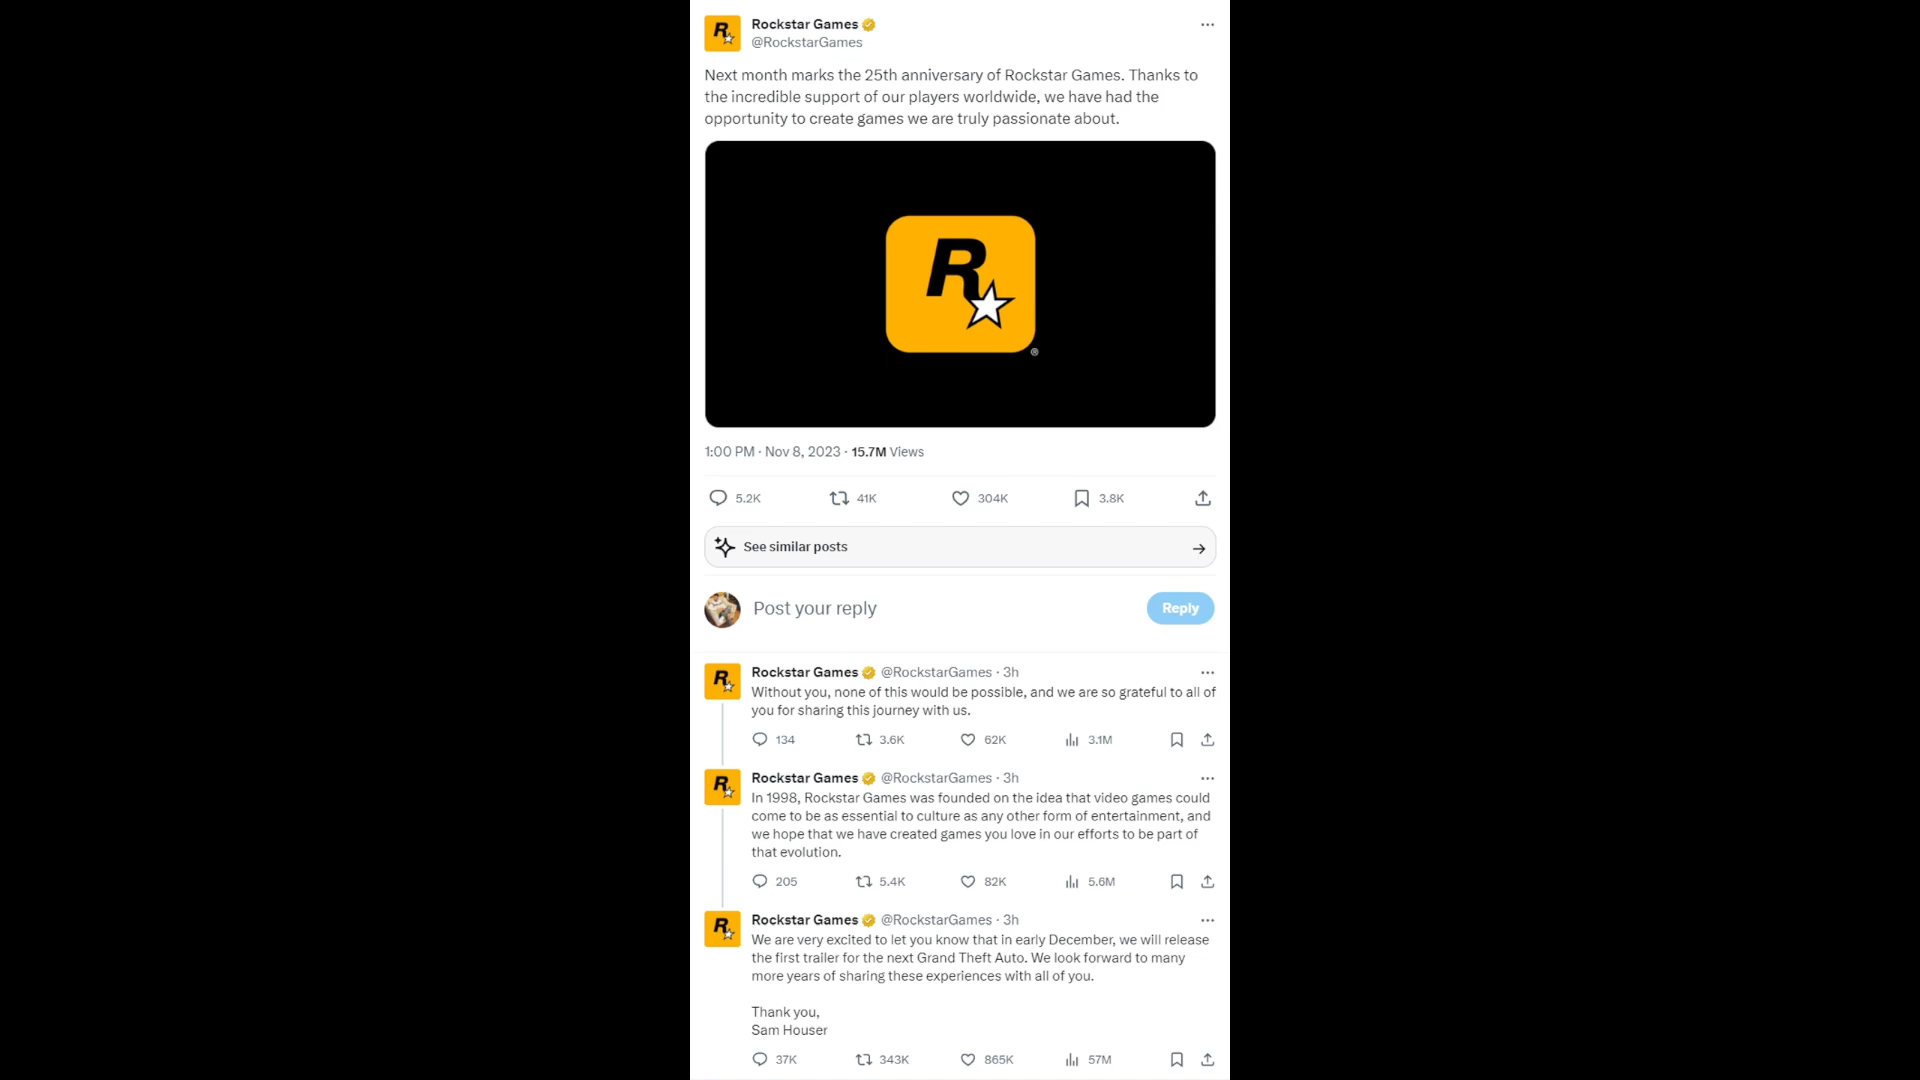 Rockstar Games
@RockstarGames
Next month marks the 25th anniversary of Rockstar Games. Thanks to
the incredible support of our players worldwide, we have had the
opportunity to create games we are truly passionate about.
R
®
1:00 PM · Nov 8, 2023 · 15.7M Views
5.2K 41K 304K 3.8K
See similar posts
Post your reply Reply
Rockstar Games @RockstarGames · 3h
Without you, none of this would be possible, and we are so grateful to all of
you for sharing this journey with us.
134 3.6K 62K 3.1M
Rockstar Games @RockstarGames · 3h
In 1998, Rockstar Games was founded on the idea that video games could
come to be as essential to culture as any other form of entertainment, and
we hope that we have created games you love in our efforts to be part of
that evolution.
205 5.4K 82K 5.6M
Rockstar Games @RockstarGames · 3h
We are very excited to let you know that in early December, we will release
the first trailer for the next Grand Theft Auto. We look forward to many
more years of sharing these experiences with all of you.
Thank you,
Sam Houser
37K 343K 865K 57M